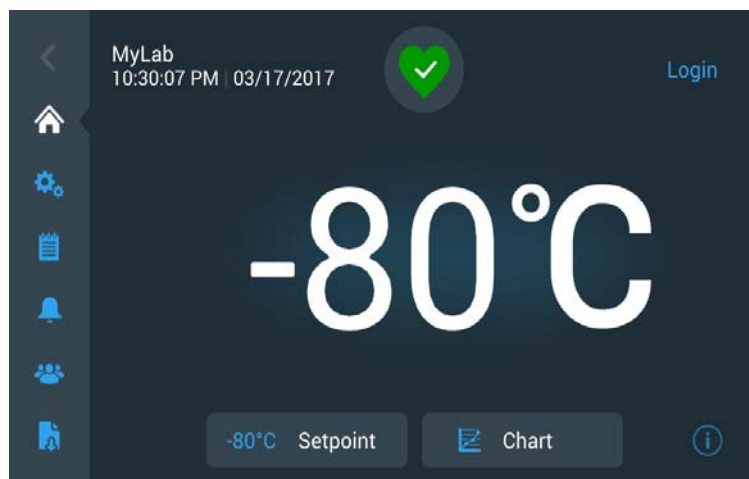 MyLab
10:30:07 PM | 03/17/2017
Login
-80°C
-80°C Setpoint
Chart